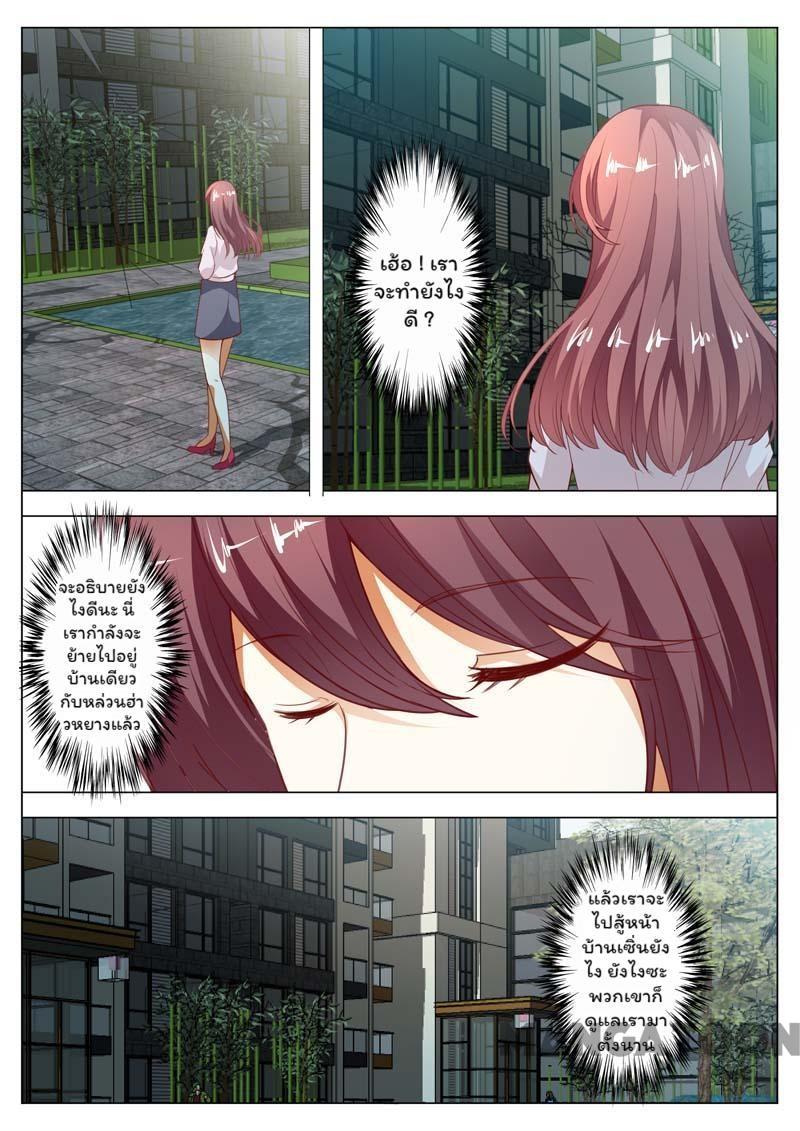 เฮ้อ ! เรา
จะทำยังไง
ดี ?
จะอธิบายยัง
ไงดีนะ นี่
เรากำลังจะ
ย้ายไปอยู่
บ้านเดียว
กับหล่วนฮ่า
วหยางแล้ว
แล้วเราจะ
ไปสู้หน้า
บ้านเซิ่นยัง
ไง ยังไงซะ
พวกเขาก็
ดูแลเรามา
ตั้งนาน